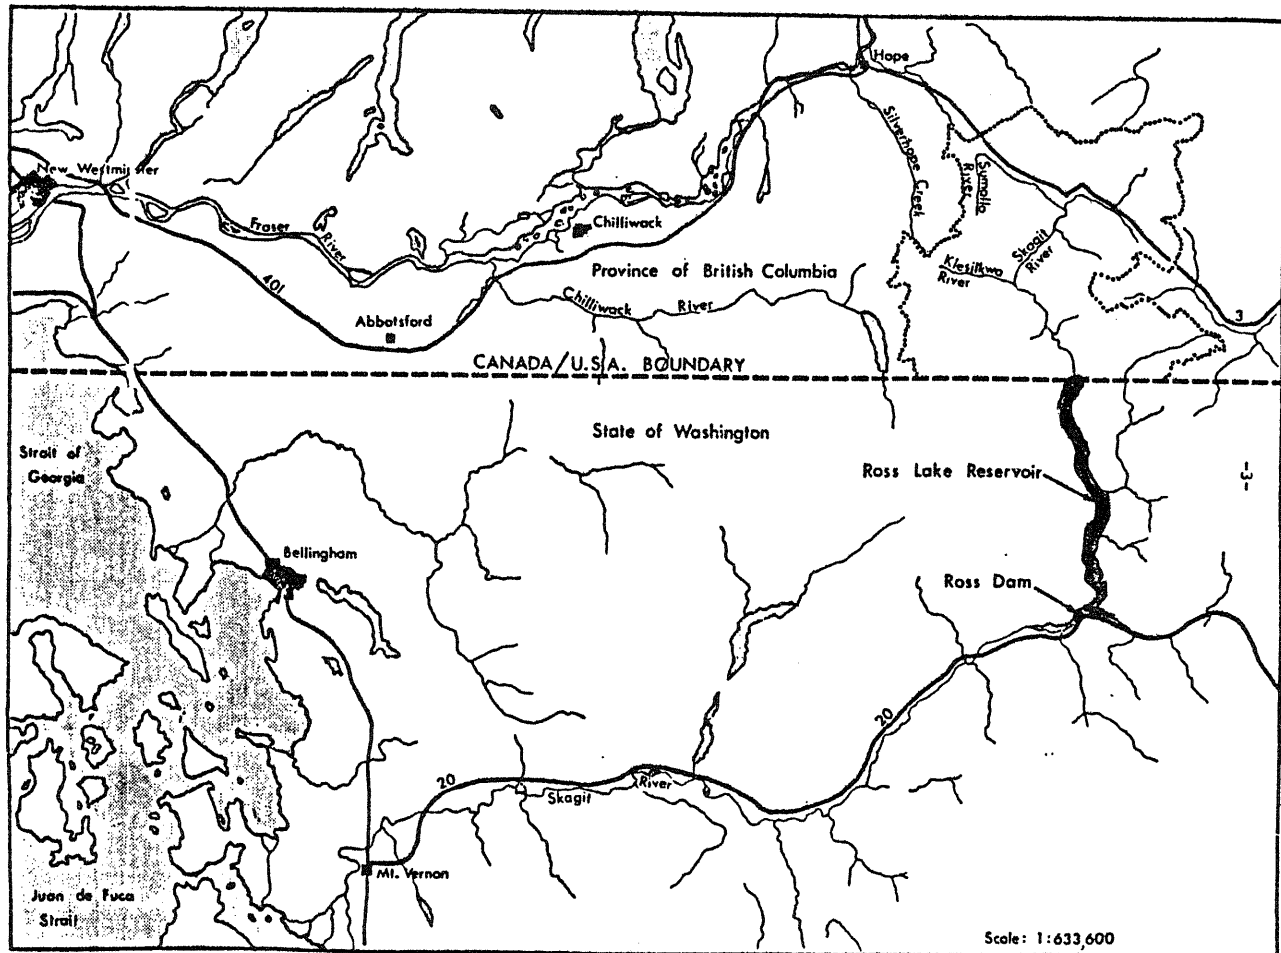 Hope
New Westminster
Silverhope
Creek
Sumallo
River
Fraser
River
Chilliwack
Skagit
River
Klesilkwa
River
Province of British Columbia
Chilliwack River
401
Abbotsford
3
CANADA/U.S.A. BOUNDARY
State of Washington
Strait of
Georgia
Ross Lake Reservoir
-3-
Bellingham
Ross Dam
20
20
Skagit River
Mt. Vernon
Juan de Fuca
Strait
Scale: 1:633,600